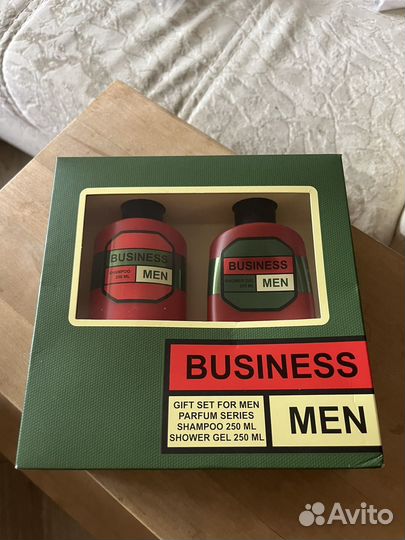 BUSINESS
SHAMPOO
250 ML
MEN
BUSINESS
SHOWER GEL
250 ML
MEN
BUSINESS
GIFT SET FOR MEN
PARFUM SERIES
SHAMPOO 250 ML
SHOWER GEL 250 ML
MEN
Avito